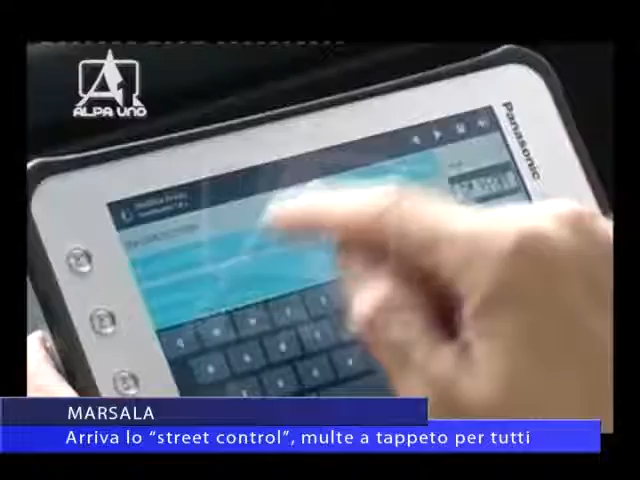 ALPA UNO
Panasonic
MARSALA
Arriva lo “street control”, multe a tappeto per tutti